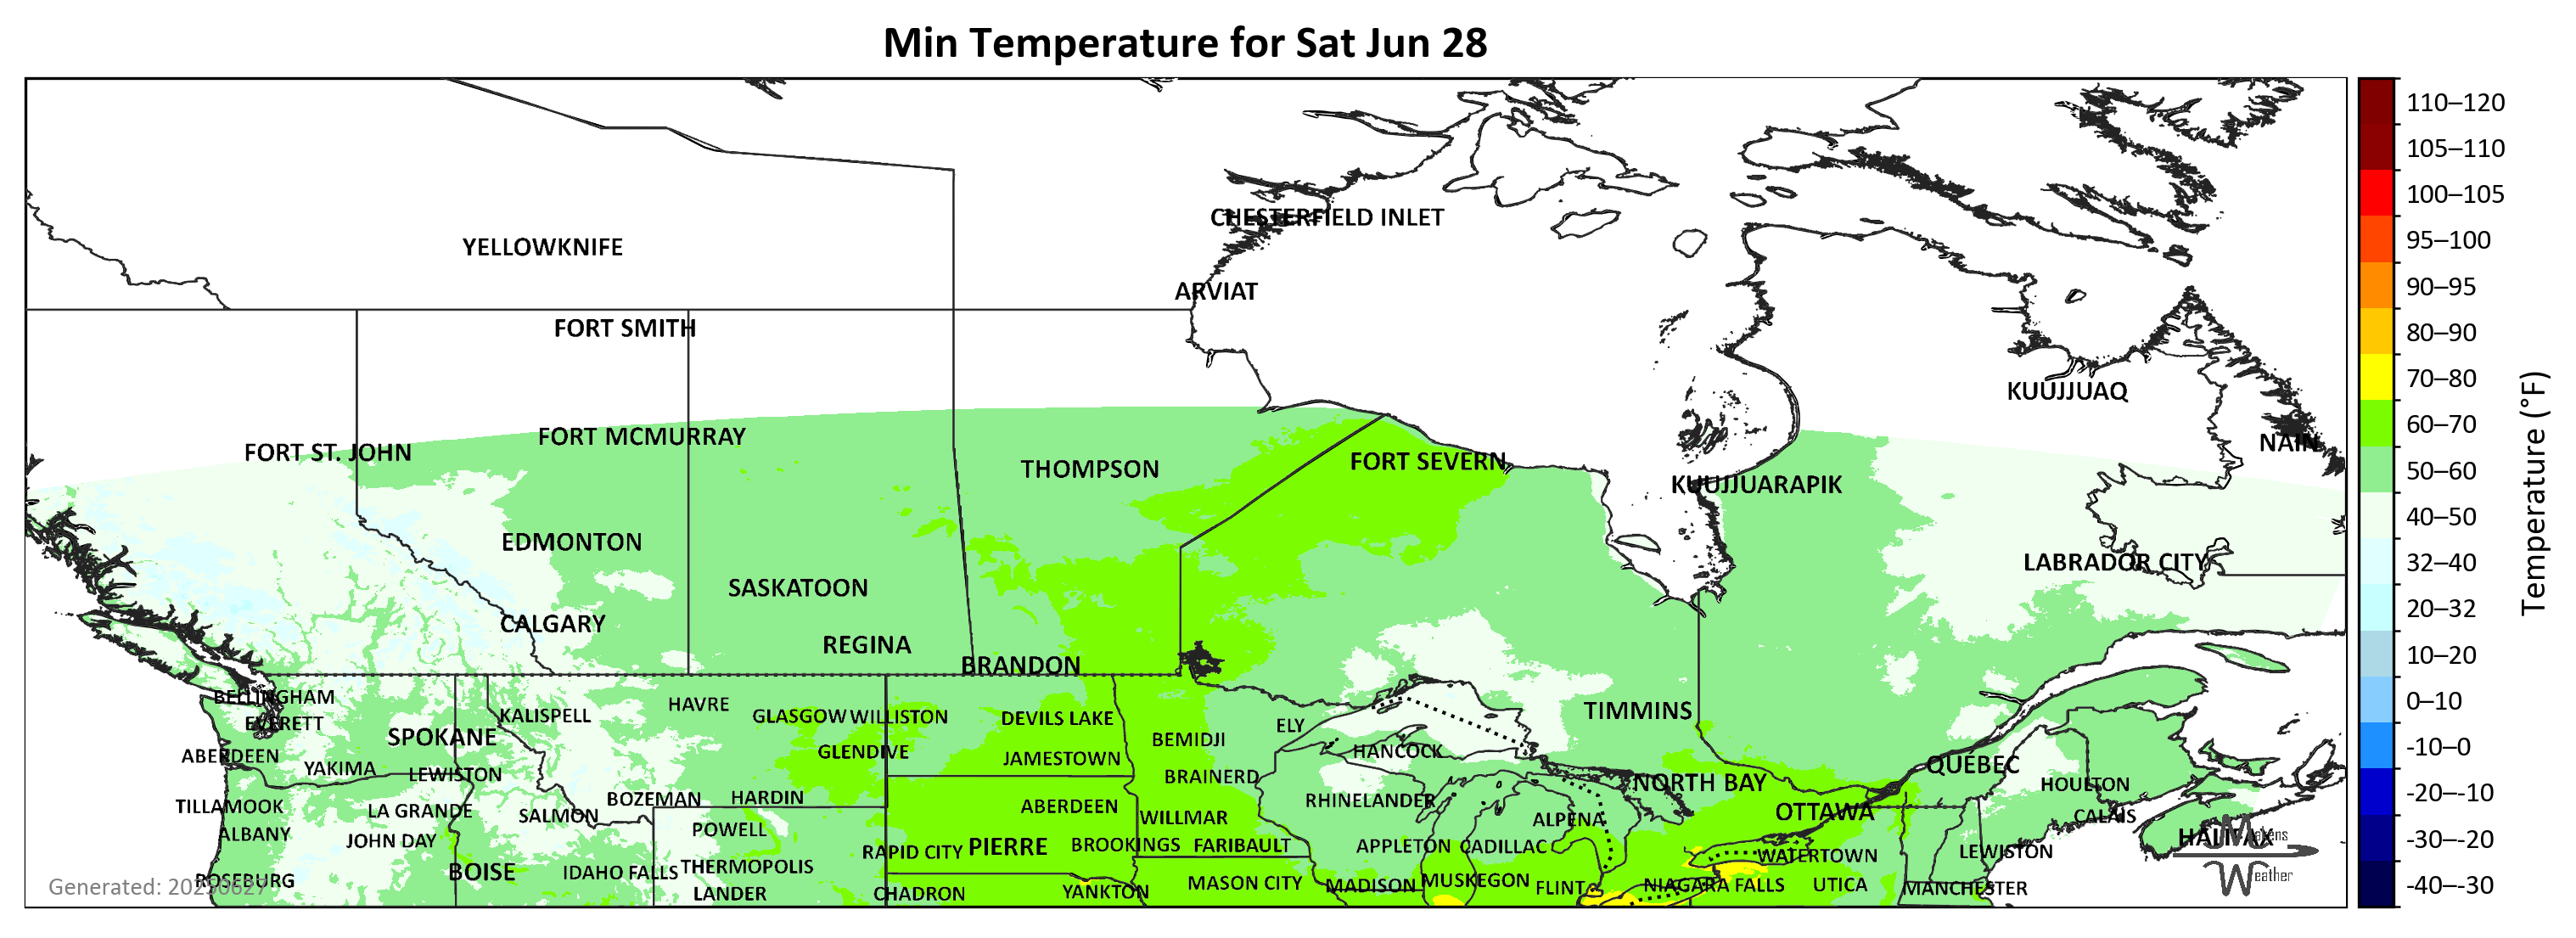 Min Temperature for Sat Jun 28
110–120
105–110
100–105
CHESTERFIELD INLET
95–100
YELLOWKNIFE
90–95
ARVIAT
FORT SMITH
80–90
70–80
KUUJJUAQ
60–70
FORT MCMURRAY
NAIN
FORT ST. JOHN
FORT SEVERN
THOMPSON
50–60
KUUJJUARAPIK
40–50
EDMONTON
LABRADOR CITY
32–40
Temperature (°F)
SASKATOON
20–32
CALGARY
REGINA
BRANDON
10–20
BELLINGHAM
0–10
HAVRE
TIMMINS
KALISPELL
GLASGOW
WILLISTON
DEVILS LAKE
EVERETT
ELY
SPOKANE
BEMIDJI
-10–0
HANCOCK
GLENDIVE
ABERDEEN
JAMESTOWN
QUÉBEC
YAKIMA
LEWISTON
BRAINERD
NORTH BAY
HOULTON
-20–-10
BOZEMAN
HARDIN
RHINELANDER
TILLAMOOK
LA GRANDE
ABERDEEN
OTTAWA
SALMON
WILLMAR
ALPENA
CALAIS
POWELL
ALBANY
HALIFAX
Makens
-30–-20
JOHN DAY
PIERRE
BROOKINGS
FARIBAULT
APPLETON
CADILLAC
RAPID CITY
LEWISTON
WATERTOWN
THERMOPOLIS
BOISE
IDAHO FALLS
Weather
ROSEBURG
Generated: 20250627
MASON CITY
MADISON
MUSKEGON
FLINT
NIAGARA FALLS
UTICA
MANCHESTER
-40–-30
LANDER
CHADRON
YANKTON